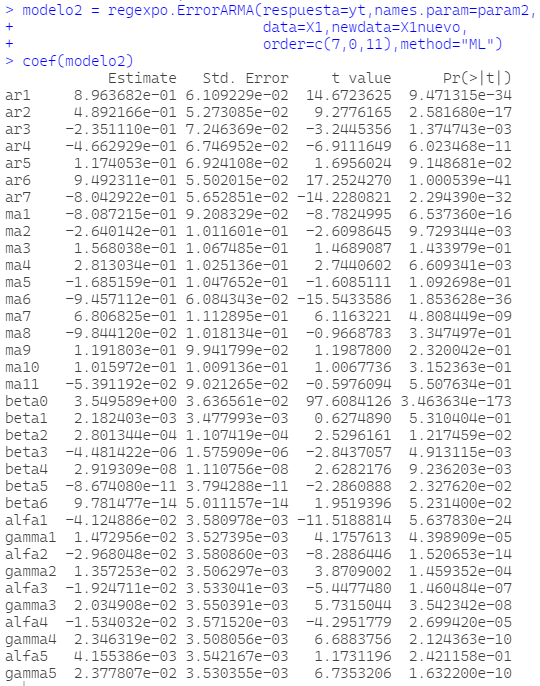 > modelo2 = regexpo.ErrorARMA(respuesta=yt,names.param=param2,
+ data=X1,newdata=X1nuevo,
+ order=c(7,0,11),method="ML")
> coef(modelo2)
Estimate Std. Error t value Pr(>|t|)
ar1 8.963682e-01 6.109229e-02 14.6723625 9.471315e-34
ar2 4.892166e-01 5.273085e-02 9.2776165 2.581680e-17
ar3 -2.351110e-01 7.246369e-02 -3.2445356 1.374743e-03
ar4 -4.662929e-01 6.746952e-02 -6.9111649 6.023468e-11
ar5 1.174053e-01 6.924108e-02 1.6956024 9.148681e-02
ar6 9.492311e-01 5.502015e-02 17.2524270 1.000539e-41
ar7 -8.042922e-01 5.652851e-02 -14.2280821 2.294390e-32
ma1 -8.087215e-01 9.208329e-02 -8.7824995 6.537360e-16
ma2 -2.640142e-01 1.011601e-01 -2.6098645 9.729344e-03
ma3 1.568038e-01 1.067485e-01 1.4689087 1.433979e-01
ma4 2.813034e-01 1.025136e-01 2.7440602 6.609341e-03
ma5 -1.685159e-01 1.047652e-01 -1.6085111 1.092698e-01
ma6 -9.457112e-01 6.084343e-02 -15.5433586 1.853628e-36
ma7 6.806825e-01 1.112895e-01 6.1163221 4.808449e-09
ma8 -9.844120e-02 1.018134e-01 -0.9668783 3.347497e-01
ma9 1.191803e-01 9.941799e-02 1.1987800 2.320042e-01
ma10 1.015972e-01 1.009136e-01 1.0067736 3.152363e-01
ma11 -5.391192e-02 9.021265e-02 -0.5976094 5.507634e-01
beta0 3.549589e+00 3.636561e-02 97.6084126 3.463634e-173
beta1 2.182403e-03 3.477993e-03 0.6274890 5.310404e-01
beta2 2.801344e-04 1.107419e-04 2.5296161 1.217459e-02
beta3 -4.481422e-06 1.575909e-06 -2.8437057 4.913115e-03
beta4 2.919309e-08 1.110756e-08 2.6282176 9.236203e-03
beta5 -8.674080e-11 3.794288e-11 -2.2860888 2.327620e-02
beta6 9.781477e-14 5.011157e-14 1.9519396 5.231400e-02
alfa1 -4.124886e-02 3.580978e-03 -11.5188814 5.637830e-24
gamma1 1.472956e-02 3.527395e-03 4.1757613 4.398909e-05
alfa2 -2.968048e-02 3.580860e-03 -8.2886446 1.520653e-14
gamma2 1.357253e-02 3.506297e-03 3.8709002 1.459352e-04
alfa3 -1.924711e-02 3.533041e-03 -5.4477480 1.460484e-07
gamma3 2.034908e-02 3.550391e-03 5.7315044 3.542342e-08
alfa4 -1.534032e-02 3.571520e-03 -4.2951779 2.699420e-05
gamma4 2.346319e-02 3.508056e-03 6.6883756 2.124363e-10
alfa5 4.155386e-03 3.542167e-03 1.1731196 2.421158e-01
gamma5 2.377807e-02 3.530355e-03 6.7353206 1.632200e-10